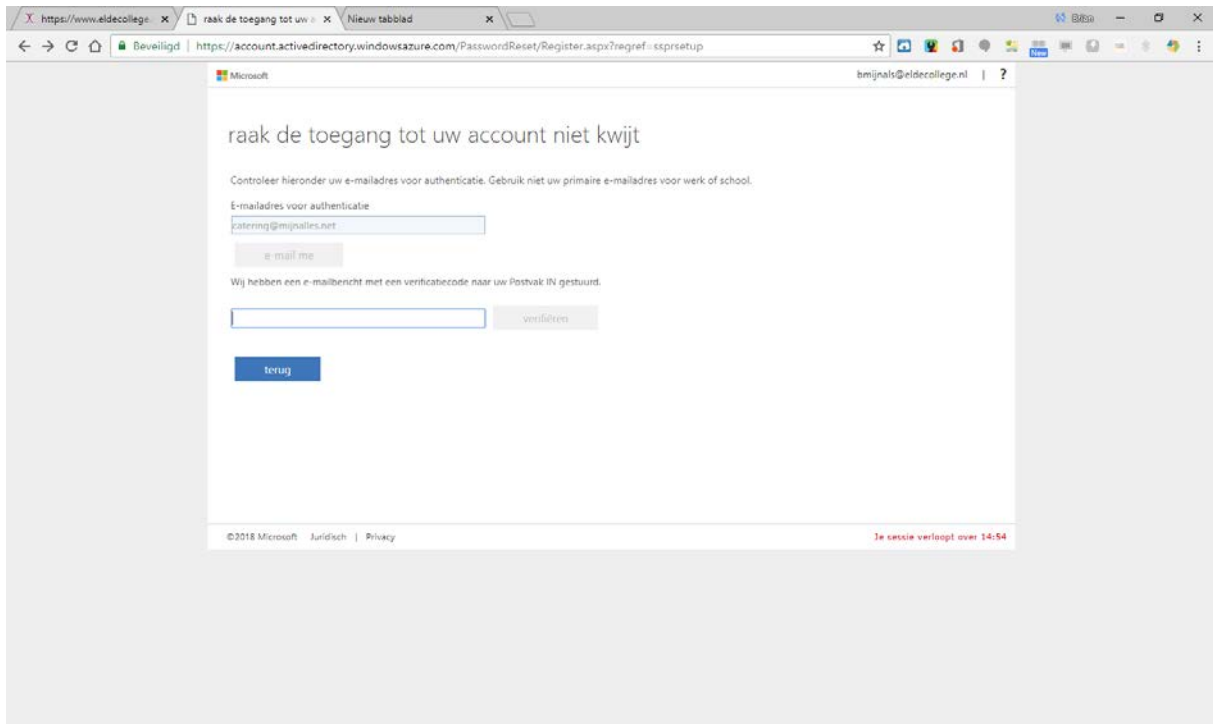 https://www.eldecollege.
raak de toegang tot uw a
Nieuw tabblad
Beveiligd | https://account.activedirectory.windowsazure.com/PasswordReset/Register.aspx?regref=ssprsetup
New
Microsoft
bmijnals@eldecollege.nl | ?
raak de toegang tot uw account niet kwijt
Controleer hieronder uw e-mailadres voor authenticatie. Gebruik niet uw primaire e-mailadres voor werk of school.
E-mailadres voor authenticatie
catering@mijnalles.net
e-mail me
Wij hebben een e-mailbericht met een verificatiecode naar uw Postvak IN gestuurd.
verifiëren
terug
©2018 Microsoft Juridisch | Privacy
Je sessie verloopt over 14:54